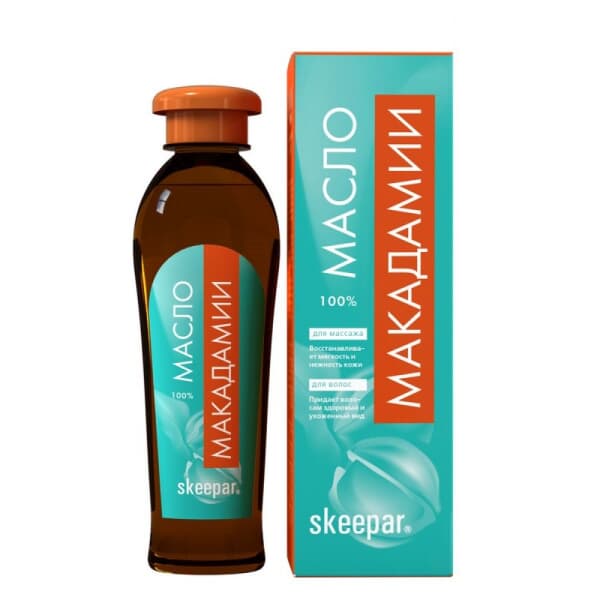 МАСЛО
МАКАДАМИИ
100%
skeepar®
МАСЛО
МАКАДАМИИ
100%
для массажа
Восстанавлива-
ет мягкость и
нежность кожи
для волос
Придает воло-
сам здоровый и
ухоженный вид
skeepar®